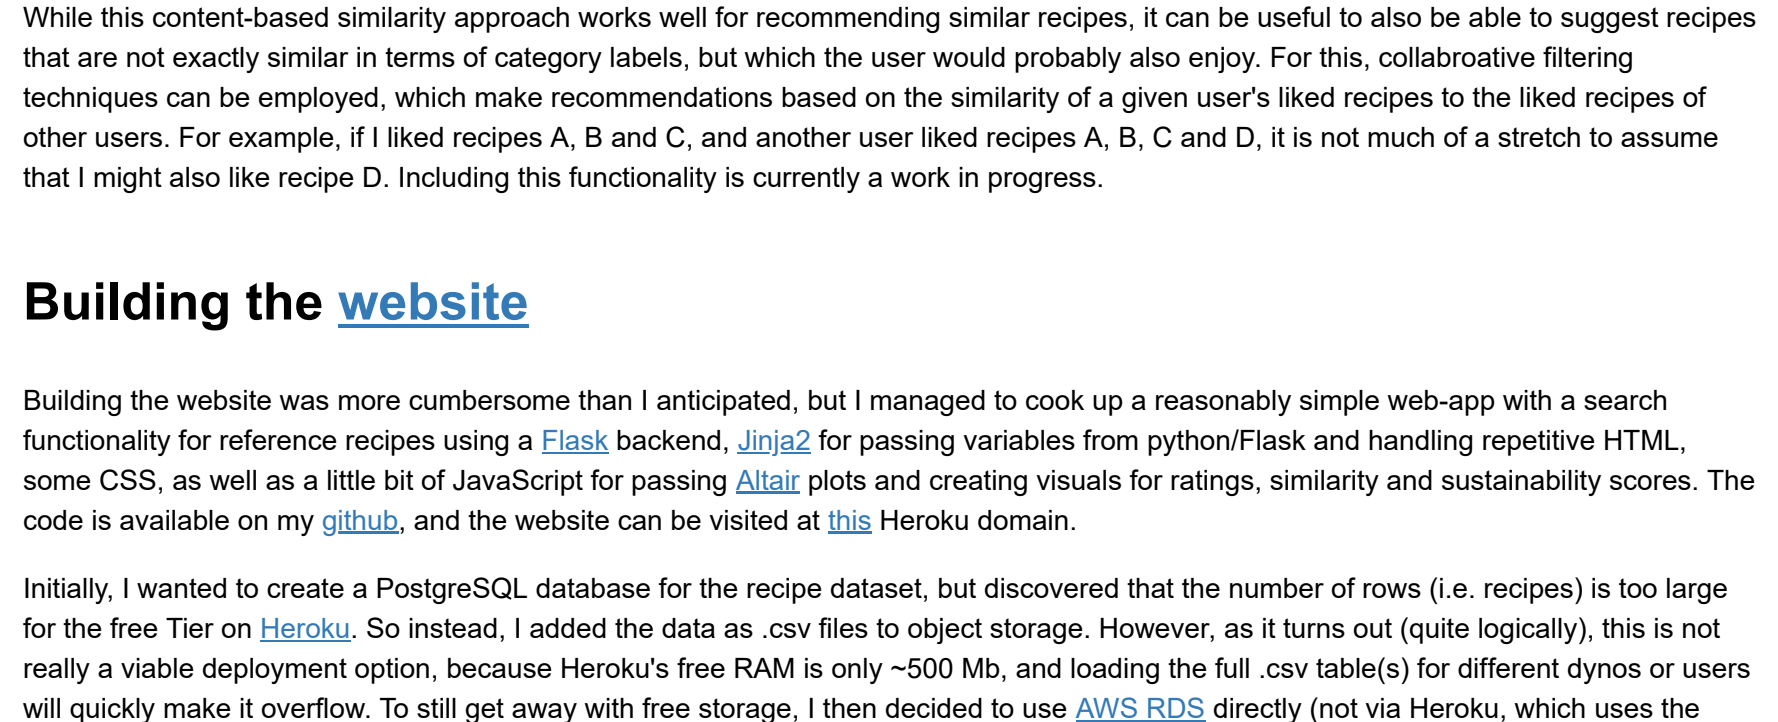 While this content-based similarity approach works well for recommending similar recipes, it can be useful to also be able to suggest recipes
that are not exactly similar in terms of category labels, but which the user would probably also enjoy. For this, collabroative filtering
techniques can be employed, which make recommendations based on the similarity of a given user's liked recipes to the liked recipes of
other users. For example, if I liked recipes A, B and C, and another user liked recipes A, B, C and D, it is not much of a stretch to assume
that I might also like recipe D. Including this functionality is currently a work in progress.
Building the website
Building the website was more cumbersome than I anticipated, but I managed to cook up a reasonably simple web-app with a search
functionality for reference recipes using a Flask backend, Jinja2 for passing variables from python/Flask and handling repetitive HTML,
some CSS, as well as a little bit of JavaScript for passing Altair plots and creating visuals for ratings, similarity and sustainability scores. The
code is available on my github, and the website can be visited at this Heroku domain.
Initially, I wanted to create a PostgreSQL database for the recipe dataset, but discovered that the number of rows (i.e. recipes) is too large
for the free Tier on Heroku. So instead, I added the data as .csv files to object storage. However, as it turns out (quite logically), this is not
really a viable deployment option, because Heroku's free RAM is only ~500 Mb, and loading the full .csv table(s) for different dynos or users
will quickly make it overflow. To still get away with free storage, I then decided to use AWS RDS directly (not via Heroku, which uses the